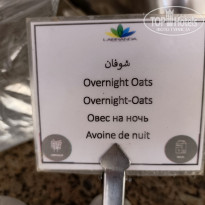 شوفان
Overnight Oats
Overnight-Oats
Овес на ночь
Avoine de nuit